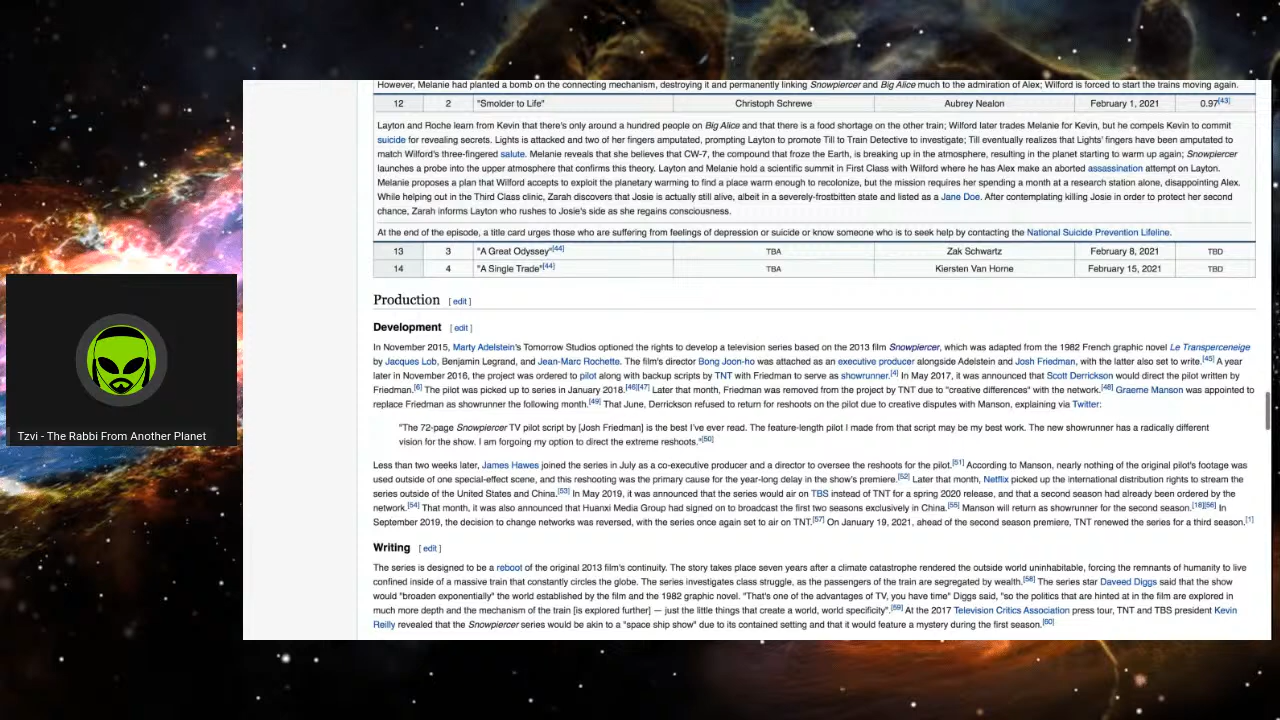 However, Melanie had planted a bomb on the connecting mechanism, destroying it and permanently linking Snowpiercer and Big Alice much to the admiration of Alex; Wilford is forced to start the trains moving again.
12 2 "Smolder to Life" Christoph Schrewe Aubrey Nealon February 1, 2021 0.97[43]
Layton and Roche learn from Kevin that there's only around a hundred people on Big Alice and that there is a food shortage on the other train; Wilford later trades Melanie for Kevin, but he compels Kevin to commit
suicide for revealing secrets. Lights is attacked and two of her fingers amputated, prompting Layton to promote Till to Train Detective to investigate; Till eventually realizes that Lights' fingers have been amputated to
match Wilford's three-fingered salute. Melanie reveals that she believes that CW-7, the compound that froze the Earth, is breaking up in the atmosphere, resulting in the planet starting to warm up again; Snowpiercer
launches a probe into the upper atmosphere that confirms this theory. Layton and Melanie hold a scientific summit in First Class with Wilford where he has Alex make an aborted assassination attempt on Layton.
Melanie proposes a plan that Wilford accepts to exploit the planetary warming to find a place warm enough to recolonize, but the mission requires her spending a month at a research station alone, disappointing Alex.
While helping out in the Third Class clinic, Zarah discovers that Josie is actually still alive, albeit in a severely-frostbitten state and listed as a Jane Doe. After contemplating killing Josie in order to protect her second
chance, Zarah informs Layton who rushes to Josie's side as she regains consciousness.
At the end of the episode, a title card urges those who are suffering from feelings of depression or suicide or know someone who is to seek help by contacting the National Suicide Prevention Lifeline.
13 3 "A Great Odyssey"[44] TBA Zak Schwartz February 8, 2021 TBD
14 4 "A Single Trade"[44] TBA Kiersten Van Horne February 15, 2021 TBD
Production [ edit ]
Development [ edit ]
In November 2015, Marty Adelstein's Tomorrow Studios optioned the rights to develop a television series based on the 2013 film Snowpiercer, which was adapted from the 1982 French graphic novel Le Transperceneige
by Jacques Lob, Benjamin Legrand, and Jean-Marc Rochette. The film's director Bong Joon-ho was attached as an executive producer alongside Adelstein and Josh Friedman, with the latter also set to write.[45] A year
later in November 2016, the project was ordered to pilot along with backup scripts by TNT with Friedman to serve as showrunner.[4] In May 2017, it was announced that Scott Derrickson would direct the pilot written by
Friedman.[6] The pilot was picked up to series in January 2018.[46][47] Later that month, Friedman was removed from the project by TNT due to "creative differences" with the network.[48] Graeme Manson was appointed to
replace Friedman as showrunner the following month.[49] That June, Derrickson refused to return for reshoots on the pilot due to creative disputes with Manson, explaining via Twitter:
"The 72-page Snowpiercer TV pilot script by [Josh Friedman] is the best I've ever read. The feature-length pilot I made from that script may be my best work. The new showrunner has a radically different
vision for the show. I am forgoing my option to direct the extreme reshoots."[50]
Less than two weeks later, James Hawes joined the series in July as a co-executive producer and a director to oversee the reshoots for the pilot.[51] According to Manson, nearly nothing of the original pilot's footage was
used outside of one special-effect scene, and this reshooting was the primary cause for the year-long delay in the show's premiere.[52] Later that month, Netflix picked up the international distribution rights to stream the
series outside of the United States and China.[53] In May 2019, it was announced that the series would air on TBS instead of TNT for a spring 2020 release, and that a second season had already been ordered by the
network.[54] That month, it was also announced that Huanxi Media Group had signed on to broadcast the first two seasons exclusively in China.[55] Manson will return as showrunner for the second season.[18][56] In
September 2019, the decision to change networks was reversed, with the series once again set to air on TNT.[57] On January 19, 2021, ahead of the second season premiere, TNT renewed the series for a third season.[1]
Writing [ edit ]
The series is designed to be a reboot of the original 2013 film's continuity. The story takes place seven years after a climate catastrophe rendered the outside world uninhabitable, forcing the remnants of humanity to live
confined inside of a massive train that constantly circles the globe. The series investigates class struggle, as the passengers of the train are segregated by wealth.[58] The series star Daveed Diggs said that the show
would "broaden exponentially" the world established by the film and the 1982 graphic novel. "That's one of the advantages of TV, you have time" Diggs said, "so the politics that are hinted at in the film are explored in
much more depth and the mechanism of the train [is explored further] — just the little things that create a world, world specificity".[59] At the 2017 Television Critics Association press tour, TNT and TBS president Kevin
Reilly revealed that the Snowpiercer series would be akin to a "space ship show" due to its contained setting and that it would feature a mystery during the first season.[60]
Tzvi - The Rabbi From Another Planet